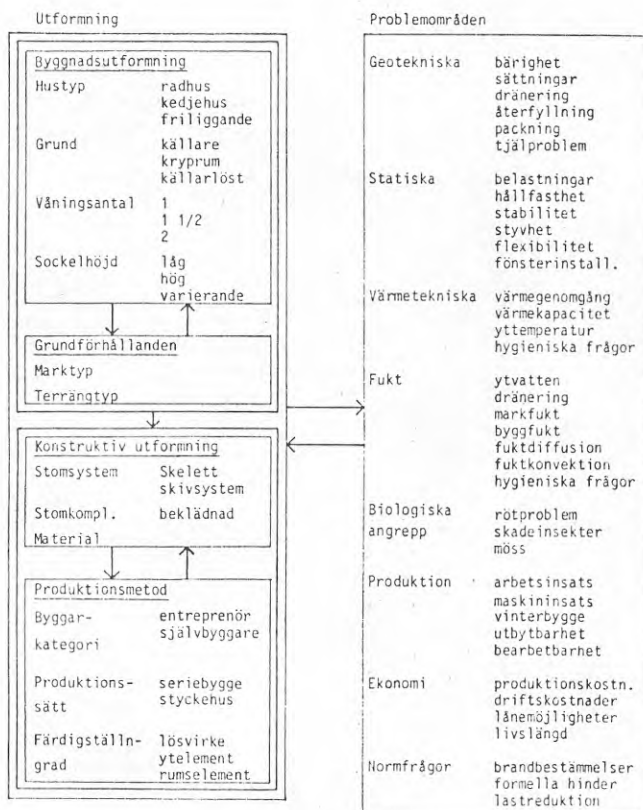 Utformning
Byggnadsutformning
Hustyp radhus
kedjehus
friliggande
Grund källare
kryprum
källarlöst
Våningsantal 1
1 1/2
2
Sockelhöjd låg
hög
varierande
Grundförhållanden
Marktyp
Terrängtyp
Konstruktiv utformning
Stomsystem Skelett
skivsystem
Stomkompl. beklädnad
Material
Produktionsmetod
Byggar- entreprenör
kategori självbyggare
Produktions- seriebygge
sätt styckehus
Färdigställn- lösvirke
grad ytelement
rumselement
Problemområden
Geotekniska bärighet
sättningar
dränering
återfyllning
packning
tjälproblem
Statiska belastningar
hållfasthet
stabilitet
styvhet
flexibilitet
fönsterinstall.
Värmetekniska värmegenomgång
värmekapacitet
yttemperatur
hygieniska frågor
Fukt ytvatten
dränering
markfukt
byggfukt
fuktdiffusion
fuktkonvektion
hygieniska frågor
Biologiska rötproblem
angrepp skadeinsekter
möss
Produktion arbetsinsats
maskininsats
vinterbygge
utbytbarhet
bearbetbarhet
Ekonomi produktionskostn.
driftskostnader
lånemöjligheter
livslängd
Normfrågor brandbestämmelser
formella hinder
lastreduktion